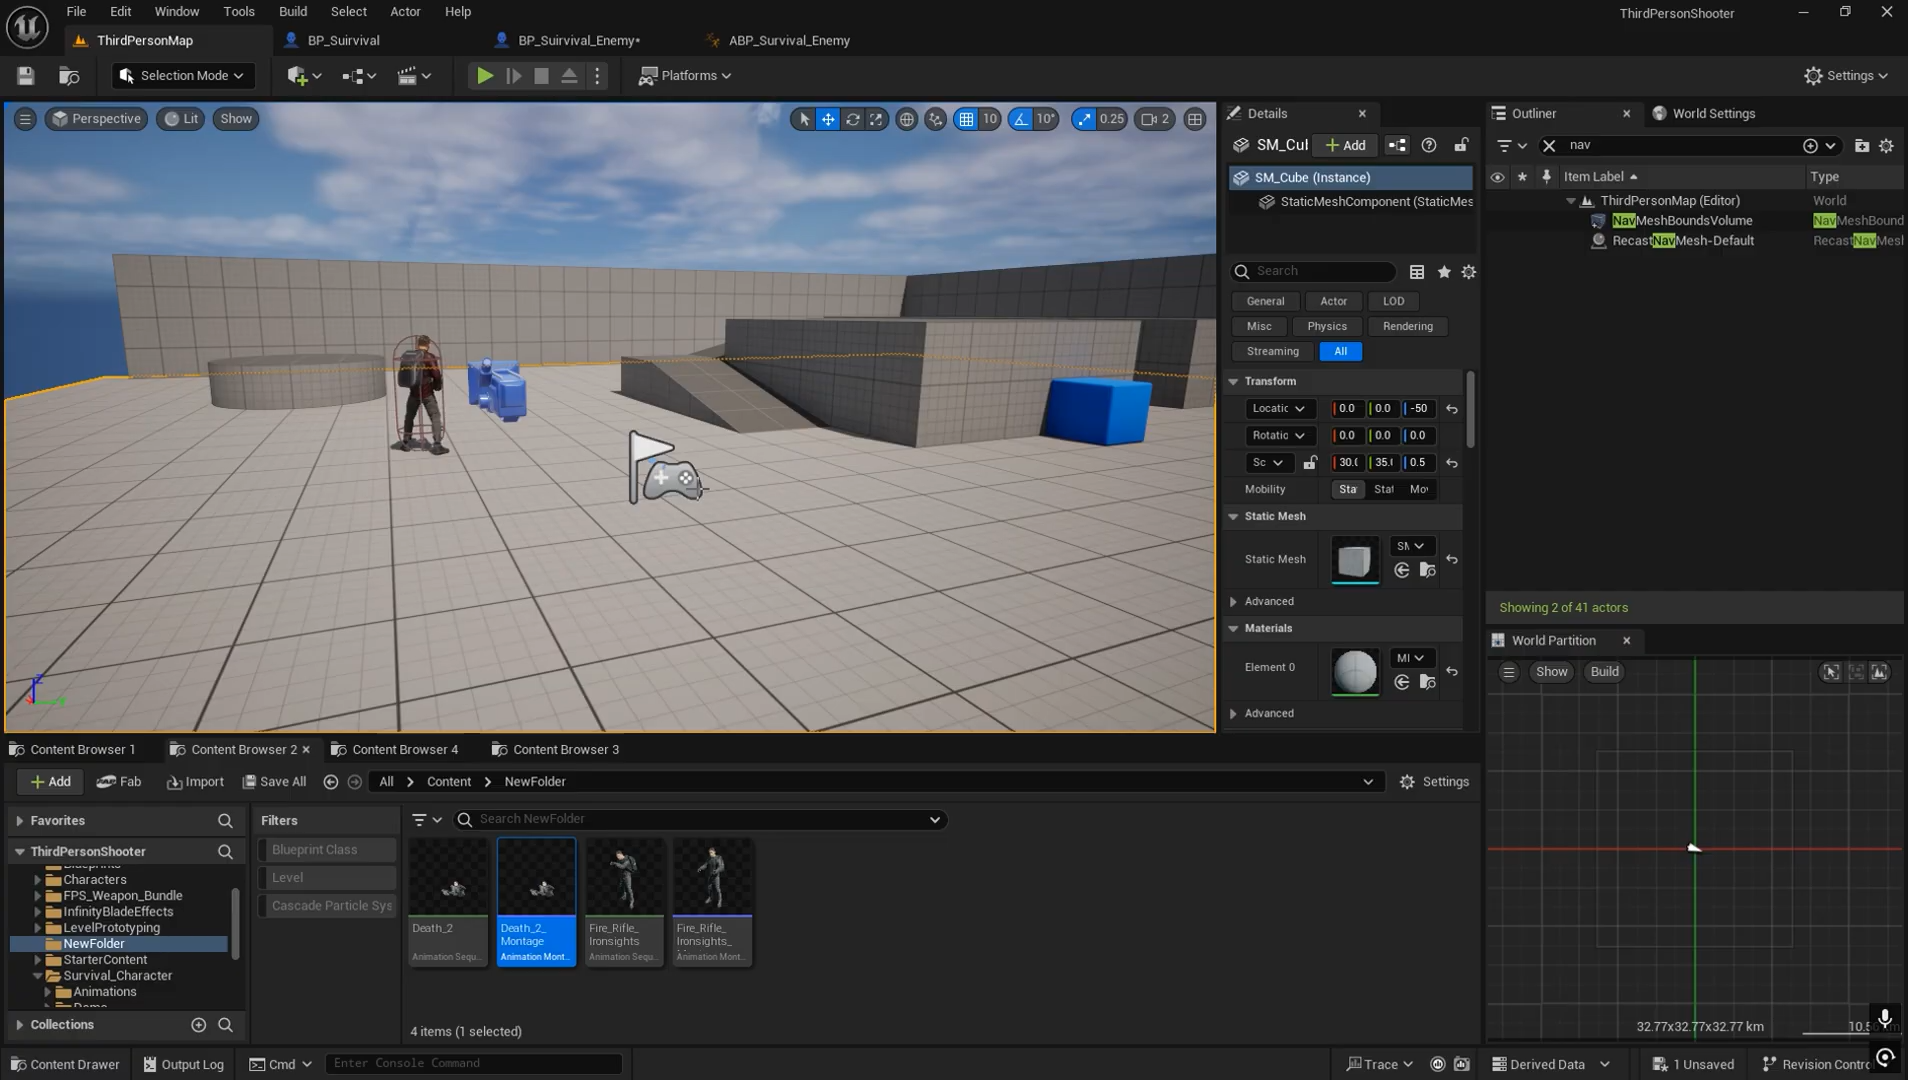 File Edit Window Tools Build Select Actor Help
ThirdPersonShooter
ThirdPersonMap
BP_Suirvival
BP_Suirvival_Enemy*
ABP_Survival_Enemy
Selection Mode
Platforms
Settings
Perspective
Lit
Show
10
10°
0.25
2
Details
SM_Cul
Add
SM_Cube (Instance)
StaticMeshComponent (StaticMes
Search
General
Actor
LOD
Misc
Physics
Rendering
Streaming
All
Transform
Locatic
0.0
0.0
-50
Rotatic
0.0
0.0
0.0
Sc
30.(
35.(
0.5
Mobility
Sta
Stat
Mo
Static Mesh
Static Mesh
Advanced
Materials
Element 0
Advanced
Outliner
World Settings
nav
Item Label
Type
ThirdPersonMap (Editor)
World
NavMeshBoundsVolume
NavMeshBound
RecastNavMesh-Default
RecastNavMesl
Showing 2 of 41 actors
World Partition
Show
Build
32.77x32.77x32.77 km
Content Browser 1
Content Browser 2
Content Browser 4
Content Browser 3
Add
Fab
Import
Save All
All
Content
NewFolder
Settings
Favorites
ThirdPersonShooter
Characters
FPS_Weapon_Bundle
InfinityBladeEffects
LevelPrototyping
NewFolder
StarterContent
Survival_Character
Animations
Collections
Filters
Blueprint Class
Level
Cascade Particle Sys
Search NewFolder
Death_2
Animation Sequ..
Death_2_
Montage
Animation Mont..
Fire_Rifle_
Ironsights
Animation Sequ..
Fire_Rifle_
Ironsights_
Animation Mont..
4 items (1 selected)
Content Drawer
Output Log
Cmd
Enter Console Command
Trace
Derived Data
1 Unsaved
Revision Contro